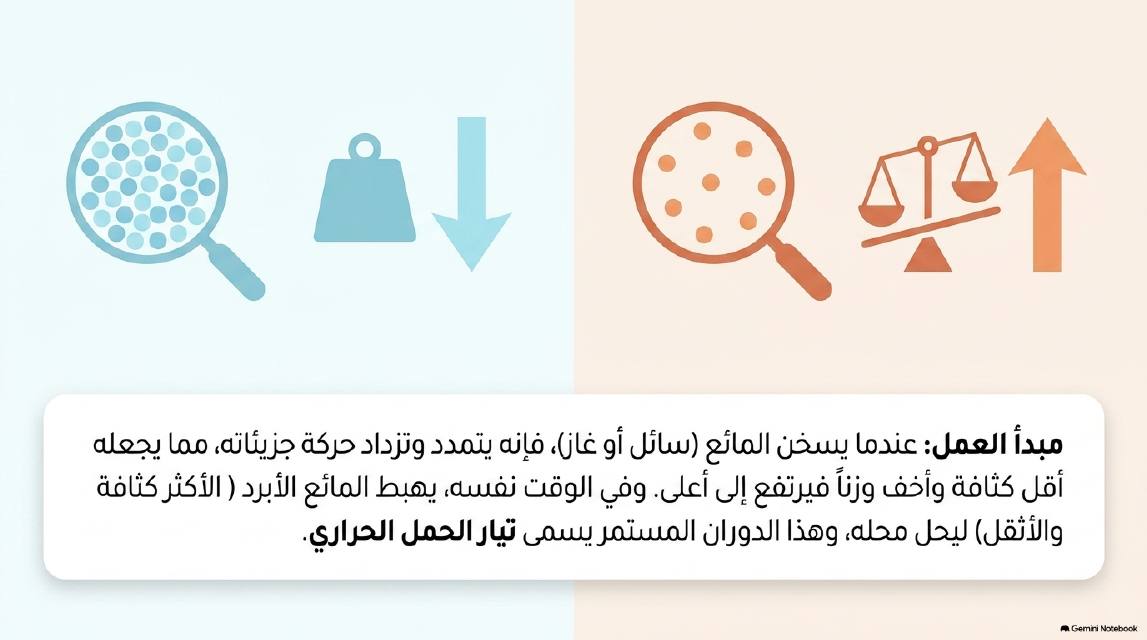 مبدأ العمل: عندما يسخن المائع (سائل أو غاز)، فإنه يتمدد وتزداد حركة جزيئاته، مما يجعله
أقل كثافة وأخف وزناً فيرتفع إلى أعلى. وفي الوقت نفسه، يهبط المائع الأبرد ( الأكثر كثافة
والأثقل) ليحل محله، وهذا الدوران المستمر يسمى تيار الحمل الحراري.
Gemini Notebook